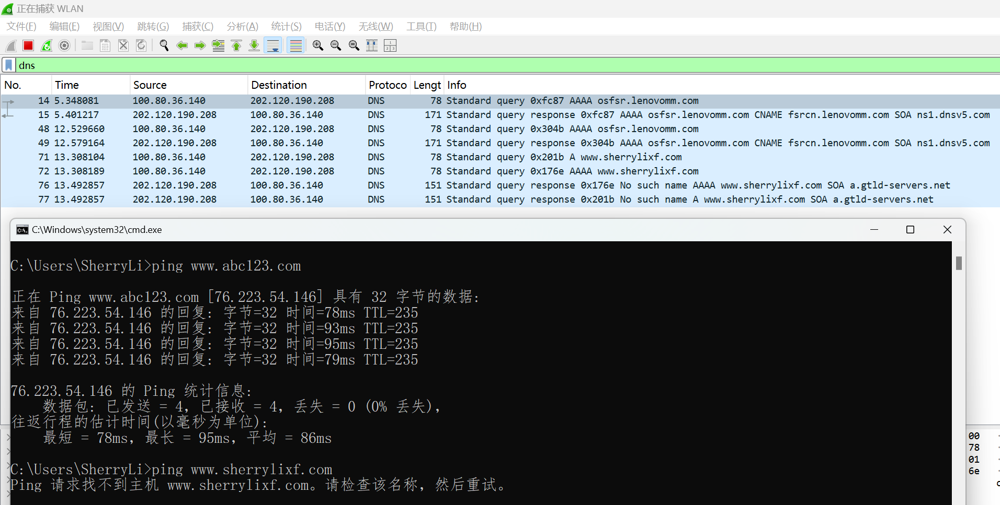 正在捕获 WLAN
文件(F) 编辑(E) 视图(V) 跳转(G) 捕获(C) 分析(A) 统计(S) 电话(Y) 无线(W) 工具(T) 帮助(H)
dns
No. Time Source Destination Protoco Lengt Info
14 5.348081 100.80.36.140 202.120.190.208 DNS 78 Standard query 0xfc87 AAAA osfsr.lenovomm.com
15 5.401217 202.120.190.208 100.80.36.140 DNS 171 Standard query response 0xfc87 AAAA osfsr.lenovomm.com CNAME fsrcn.lenovomm.com SOA ns1.dnsv5.com
48 12.529660 100.80.36.140 202.120.190.208 DNS 78 Standard query 0x304b AAAA osfsr.lenovomm.com
49 12.579164 202.120.190.208 100.80.36.140 DNS 171 Standard query response 0x304b AAAA osfsr.lenovomm.com CNAME fsrcn.lenovomm.com SOA ns1.dnsv5.com
71 13.308104 100.80.36.140 202.120.190.208 DNS 78 Standard query 0x201b A www.sherrylixf.com
72 13.308189 100.80.36.140 202.120.190.208 DNS 78 Standard query 0x176e AAAA www.sherrylixf.com
76 13.492857 202.120.190.208 100.80.36.140 DNS 151 Standard query response 0x176e No such name AAAA www.sherrylixf.com SOA a.gtld-servers.net
77 13.492857 202.120.190.208 100.80.36.140 DNS 151 Standard query response 0x201b No such name A www.sherrylixf.com SOA a.gtld-servers.net
C:\Windows\system32\cmd.exe
C:\Users\SherryLi>ping www.abc123.com
正在 Ping www.abc123.com [76.223.54.146] 具有 32 字节的数据:
来自 76.223.54.146 的回复: 字节=32 时间=78ms TTL=235
来自 76.223.54.146 的回复: 字节=32 时间=93ms TTL=235
来自 76.223.54.146 的回复: 字节=32 时间=95ms TTL=235
来自 76.223.54.146 的回复: 字节=32 时间=79ms TTL=235
76.223.54.146 的 Ping 统计信息:
数据包: 已发送 = 4, 已接收 = 4, 丢失 = 0 (0% 丢失),
往返行程的估计时间(以毫秒为单位):
最短 = 78ms, 最长 = 95ms, 平均 = 86ms
C:\Users\SherryLi>ping www.sherrylixf.com
Ping 请求找不到主机 www.sherrylixf.com。请检查该名称, 然后重试。
00
78
01
6e